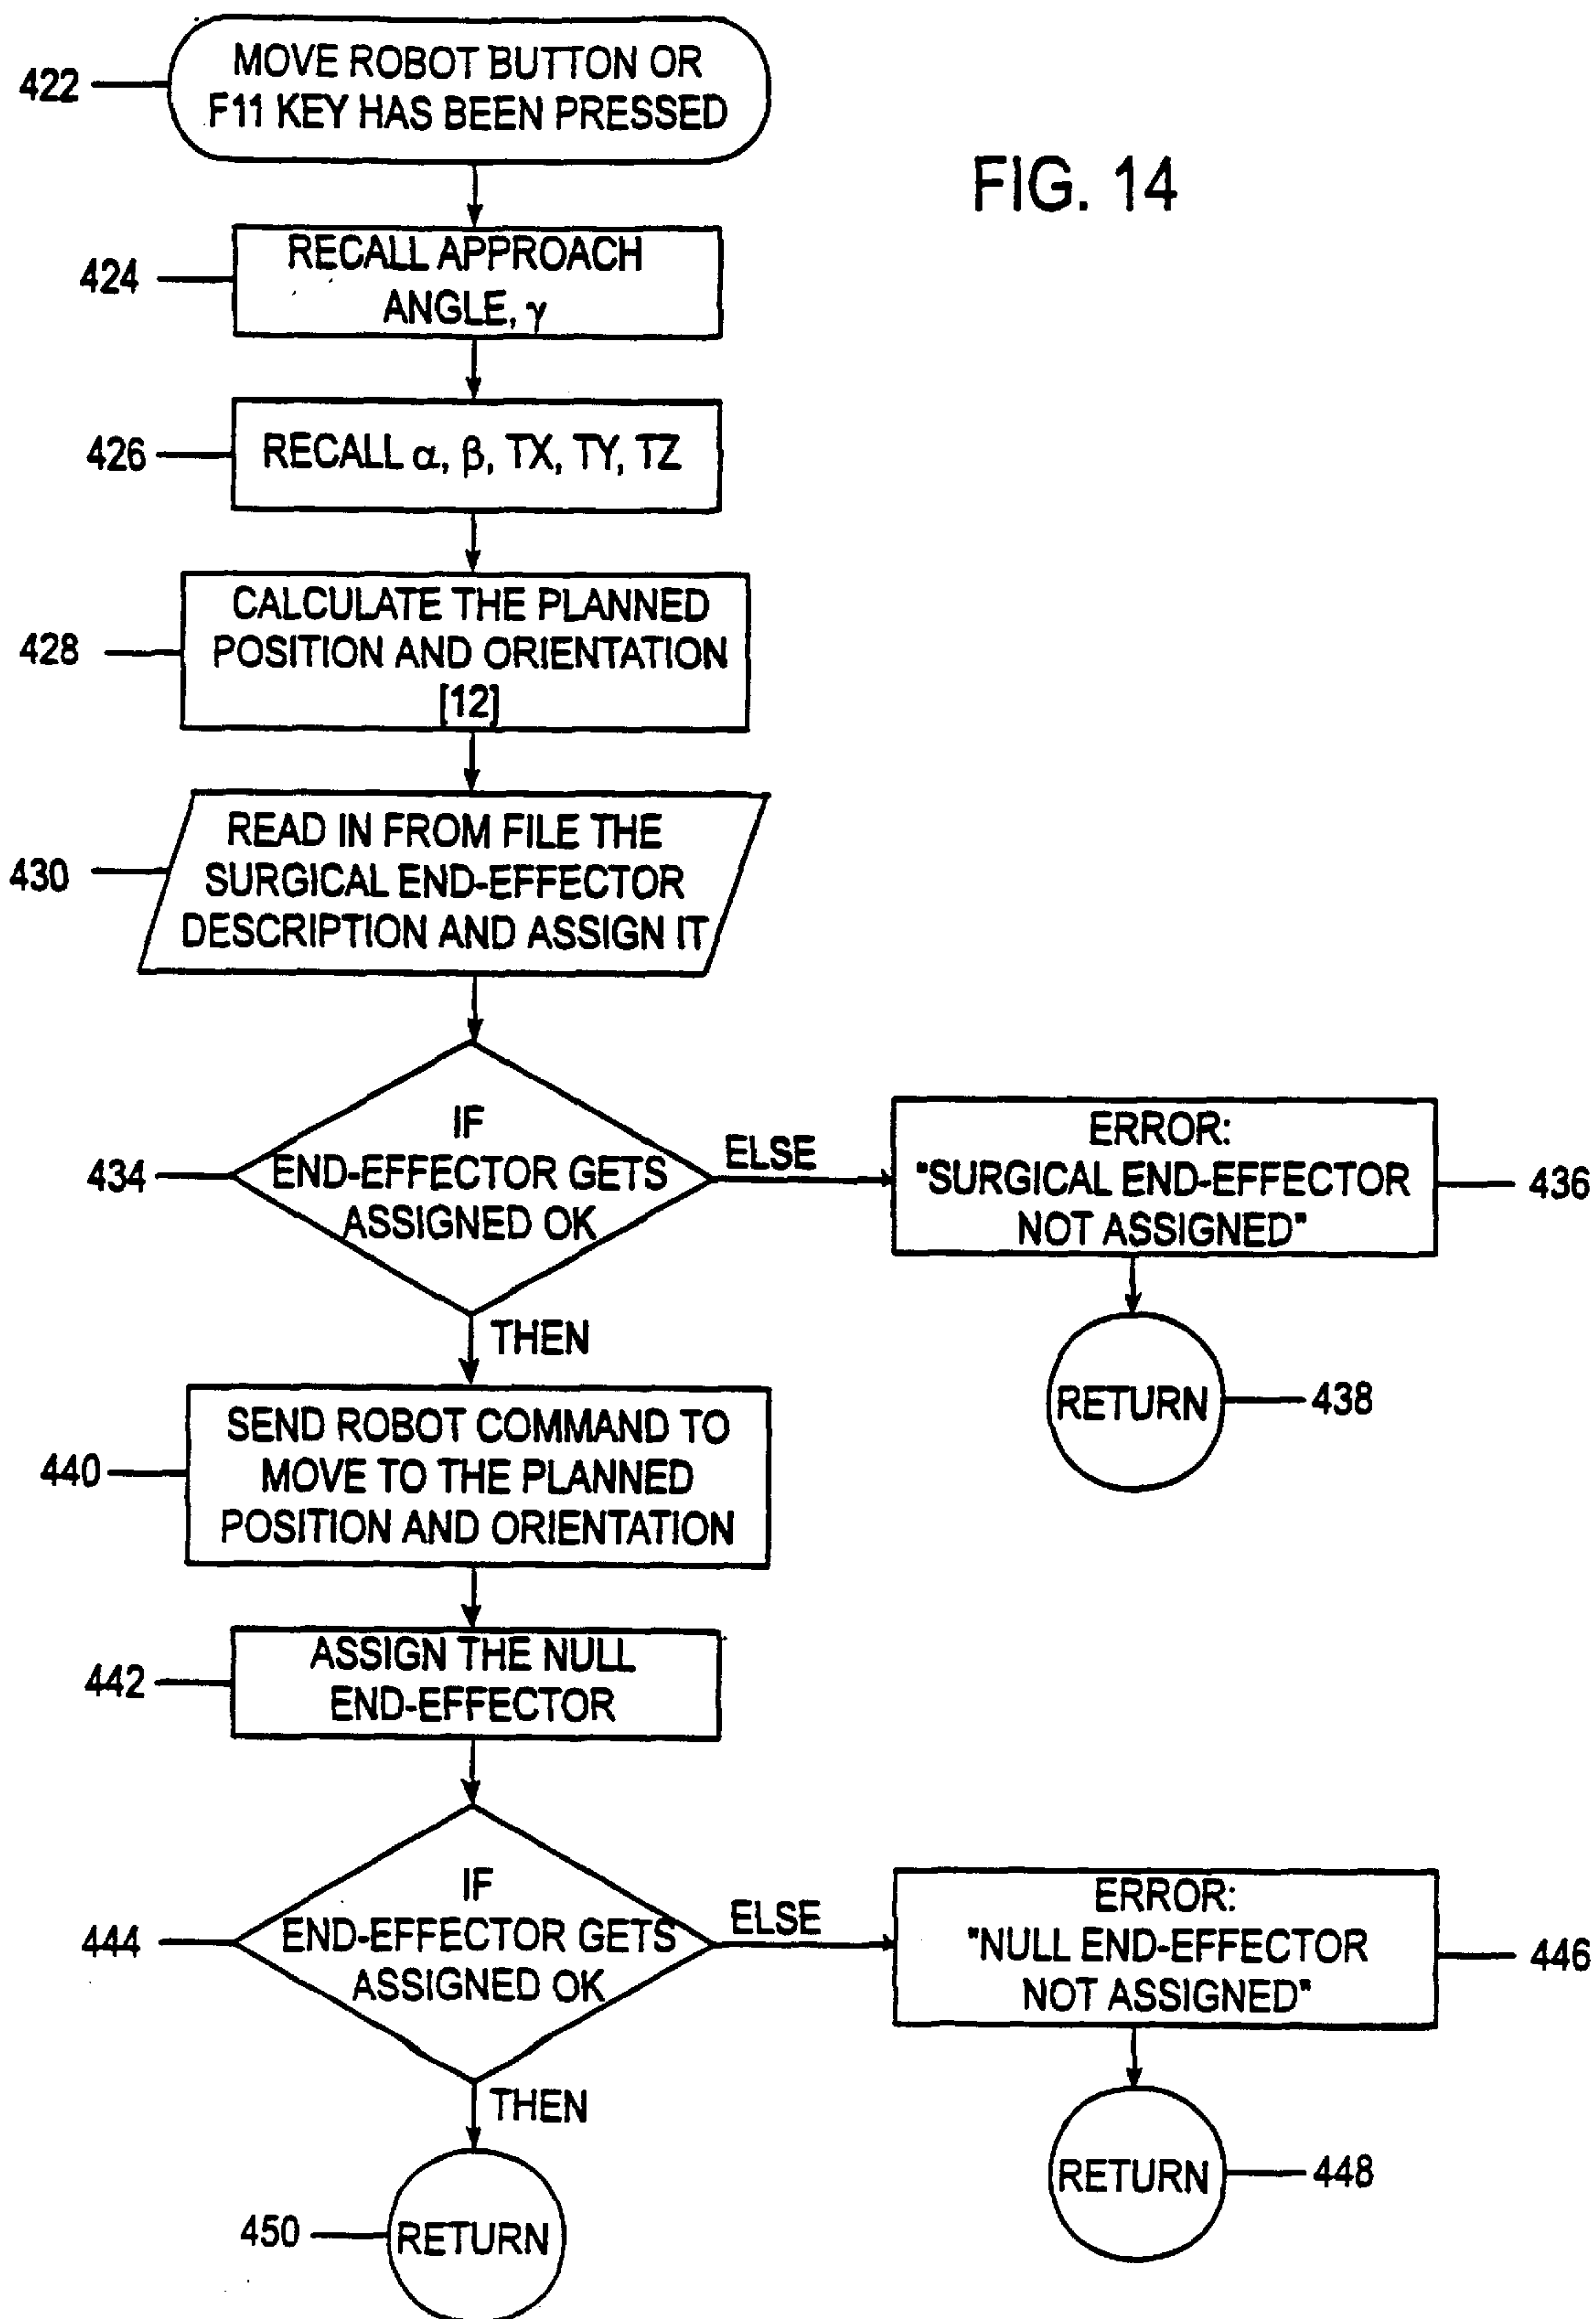 422
MOVE ROBOT BUTTON OR
F11 KEY HAS BEEN PRESSED
FIG. 14
424
RECALL APPROACH
ANGLE, γ
426
RECALL α, β, TX, TY, TZ
428
CALCULATE THE PLANNED
POSITION AND ORIENTATION
[12]
430
READ IN FROM FILE THE
SURGICAL END-EFFECTOR
DESCRIPTION AND ASSIGN IT
434
IF
END-EFFECTOR GETS
ASSIGNED OK
ELSE
ERROR:
"SURGICAL END-EFFECTOR
NOT ASSIGNED"
436
RETURN
438
THEN
440
SEND ROBOT COMMAND TO
MOVE TO THE PLANNED
POSITION AND ORIENTATION
442
ASSIGN THE NULL
END-EFFECTOR
444
IF
END-EFFECTOR GETS
ASSIGNED OK
ELSE
ERROR:
"NULL END-EFFECTOR
NOT ASSIGNED"
446
RETURN
448
THEN
450
RETURN